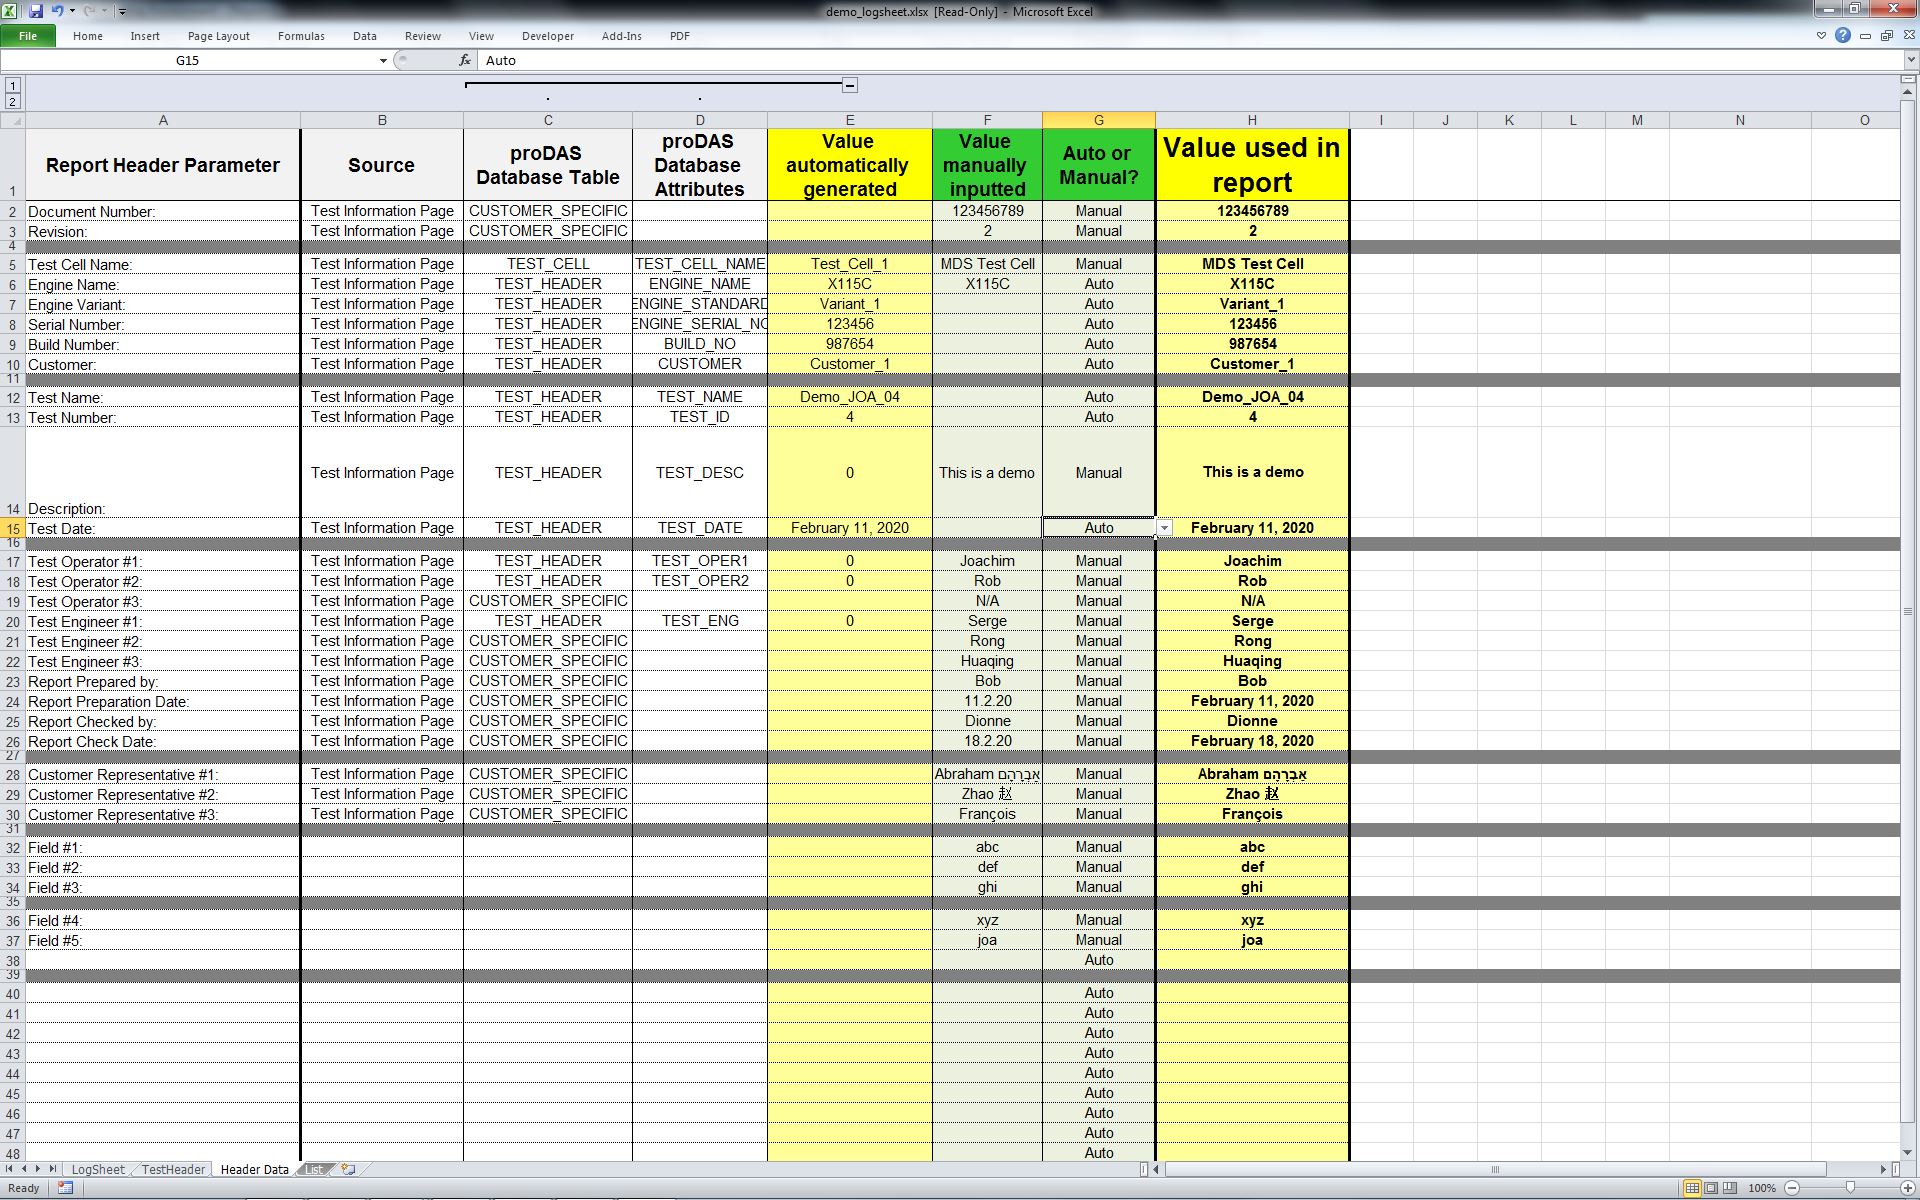 demo_logsheet.xlsx [Read-Only] - Microsoft Excel
File Home Insert Page Layout Formulas Data Review View Developer Add-Ins PDF
G15 fx Auto
1
2
A B C D E F G H I J K L M N O
1 Report Header Parameter Source proDAS Database Table proDAS Database Attributes Value automatically generated Value manually inputted Auto or Manual? Value used in report
2 Document Number: Test Information Page CUSTOMER_SPECIFIC 123456789 Manual 123456789
3 Revision: Test Information Page CUSTOMER_SPECIFIC 2 Manual 2
4
5 Test Cell Name: Test Information Page TEST_CELL TEST_CELL_NAME Test_Cell_1 MDS Test Cell Manual MDS Test Cell
6 Engine Name: Test Information Page TEST_HEADER ENGINE_NAME X115C X115C Auto X115C
7 Engine Variant: Test Information Page TEST_HEADER ENGINE_STANDARD Variant_1 Auto Variant_1
8 Serial Number: Test Information Page TEST_HEADER ENGINE_SERIAL_NO 123456 Auto 123456
9 Build Number: Test Information Page TEST_HEADER BUILD_NO 987654 Auto 987654
10 Customer: Test Information Page TEST_HEADER CUSTOMER Customer_1 Auto Customer_1
11
12 Test Name: Test Information Page TEST_HEADER TEST_NAME Demo_JOA_04 Auto Demo_JOA_04
13 Test Number: Test Information Page TEST_HEADER TEST_ID 4 Auto 4
14 Description: Test Information Page TEST_HEADER TEST_DESC 0 This is a demo Manual This is a demo
15 Test Date: Test Information Page TEST_HEADER TEST_DATE February 11, 2020 Auto February 11, 2020
16
17 Test Operator #1: Test Information Page TEST_HEADER TEST_OPER1 0 Joachim Manual Joachim
18 Test Operator #2: Test Information Page TEST_HEADER TEST_OPER2 0 Rob Manual Rob
19 Test Operator #3: Test Information Page CUSTOMER_SPECIFIC N/A Manual N/A
20 Test Engineer #1: Test Information Page TEST_HEADER TEST_ENG 0 Serge Manual Serge
21 Test Engineer #2: Test Information Page CUSTOMER_SPECIFIC Rong Manual Rong
22 Test Engineer #3: Test Information Page CUSTOMER_SPECIFIC Huaqing Manual Huaqing
23 Report Prepared by: Test Information Page CUSTOMER_SPECIFIC Bob Manual Bob
24 Report Preparation Date: Test Information Page CUSTOMER_SPECIFIC 11.2.20 Manual February 11, 2020
25 Report Checked by: Test Information Page CUSTOMER_SPECIFIC Dionne Manual Dionne
26 Report Check Date: Test Information Page CUSTOMER_SPECIFIC 18.2.20 Manual February 18, 2020
27
28 Customer Representative #1: Test Information Page CUSTOMER_SPECIFIC Abraham אַבְרָהָם Manual Abraham אַבְרָהָם
29 Customer Representative #2: Test Information Page CUSTOMER_SPECIFIC Zhao 赵 Manual Zhao 赵
30 Customer Representative #3: Test Information Page CUSTOMER_SPECIFIC François Manual François
31
32 Field #1: abc Manual abc
33 Field #2: def Manual def
34 Field #3: ghi Manual ghi
35
36 Field #4: xyz Manual xyz
37 Field #5: joa Manual joa
38 Auto
39
40 Auto
41 Auto
42 Auto
43 Auto
44 Auto
45 Auto
46 Auto
47 Auto
48 Auto
LogSheet TestHeader Header Data List
Ready 100%